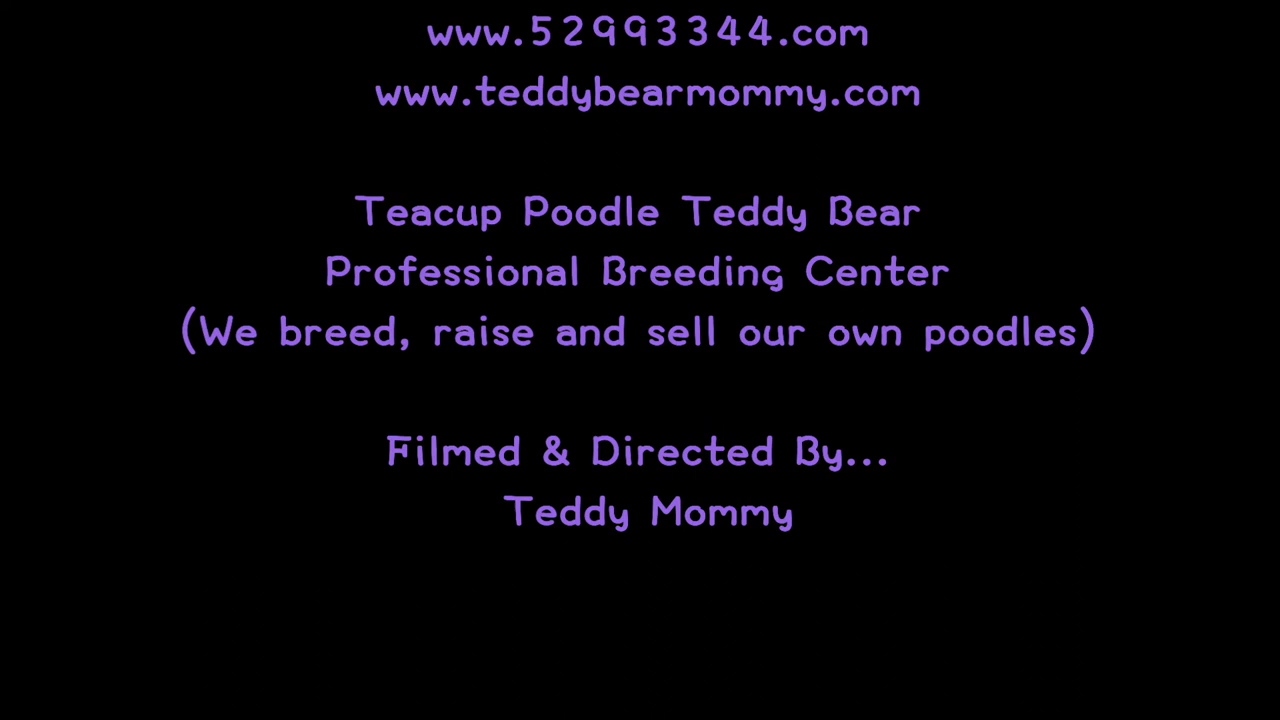 www.52993344.com
www.teddybearmommy.com
Teacup Poodle Teddy Bear
Professional Breeding Center
(We breed, raise and sell our own poodles)
Filmed & Directed By...
Teddy Mommy